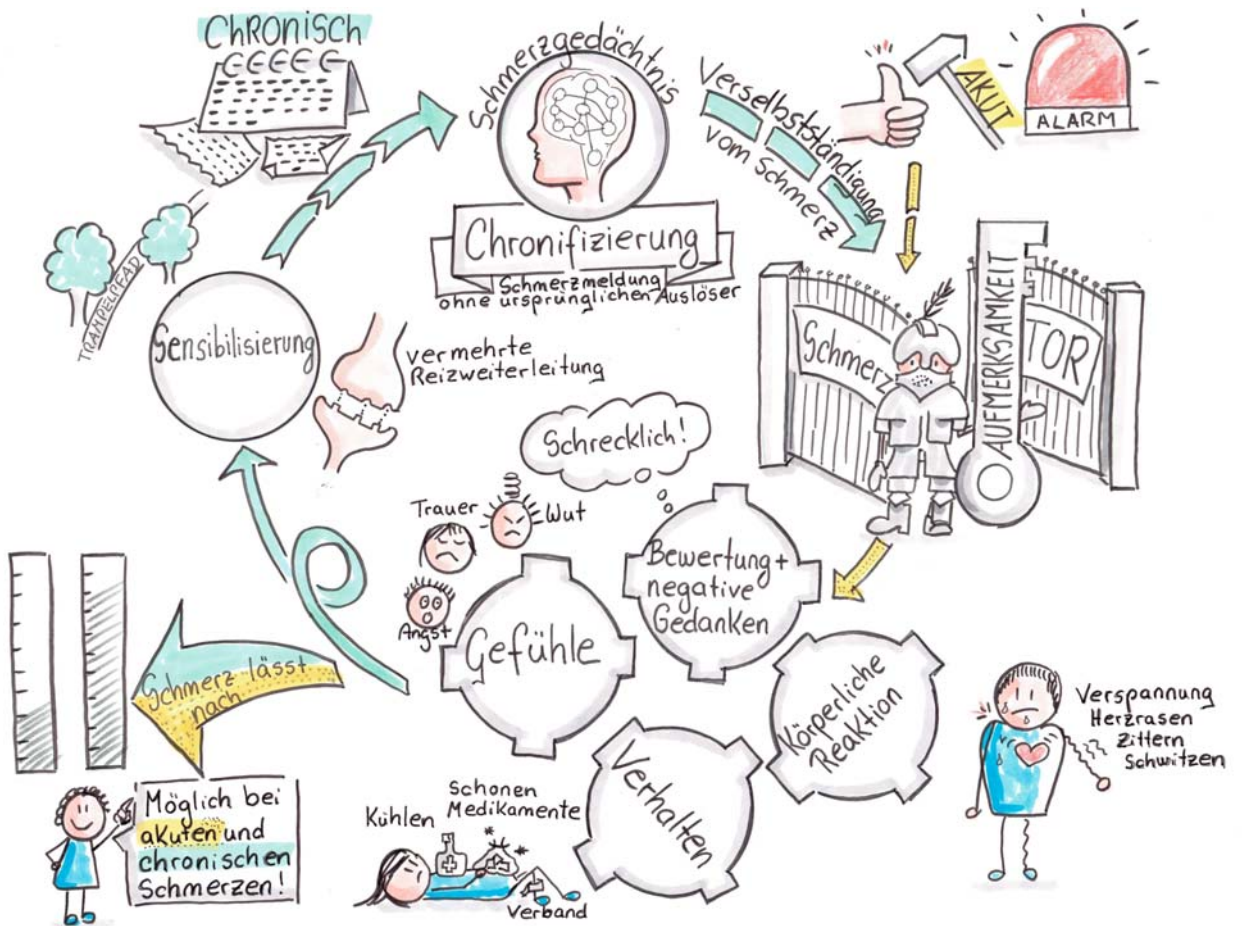 CHRONISCH
Schmerzgedächtnis
Verselbstständigung
vom Schmerz
AKUT
ALARM
Chronifizierung
Schmerzmeldung
ohne ursprünglichen Auslöser
TRAMPELPFAD
Sensibilisierung
vermehrte
Reizweiterleitung
Schmerz
AUFMERKSAMKEIT
TOR
Schrecklich!
Trauer
Wut
Angst
Bewertung +
negative
Gedanken
Gefühle
Körperliche
Reaktion
Verhalten
Verspannung
Herzrasen
Zittern
Schwitzen
Schmerz lässt
nach
Möglich bei
akuten und
chronischen
Schmerzen!
Kühlen
Schonen
Medikamente
Verband